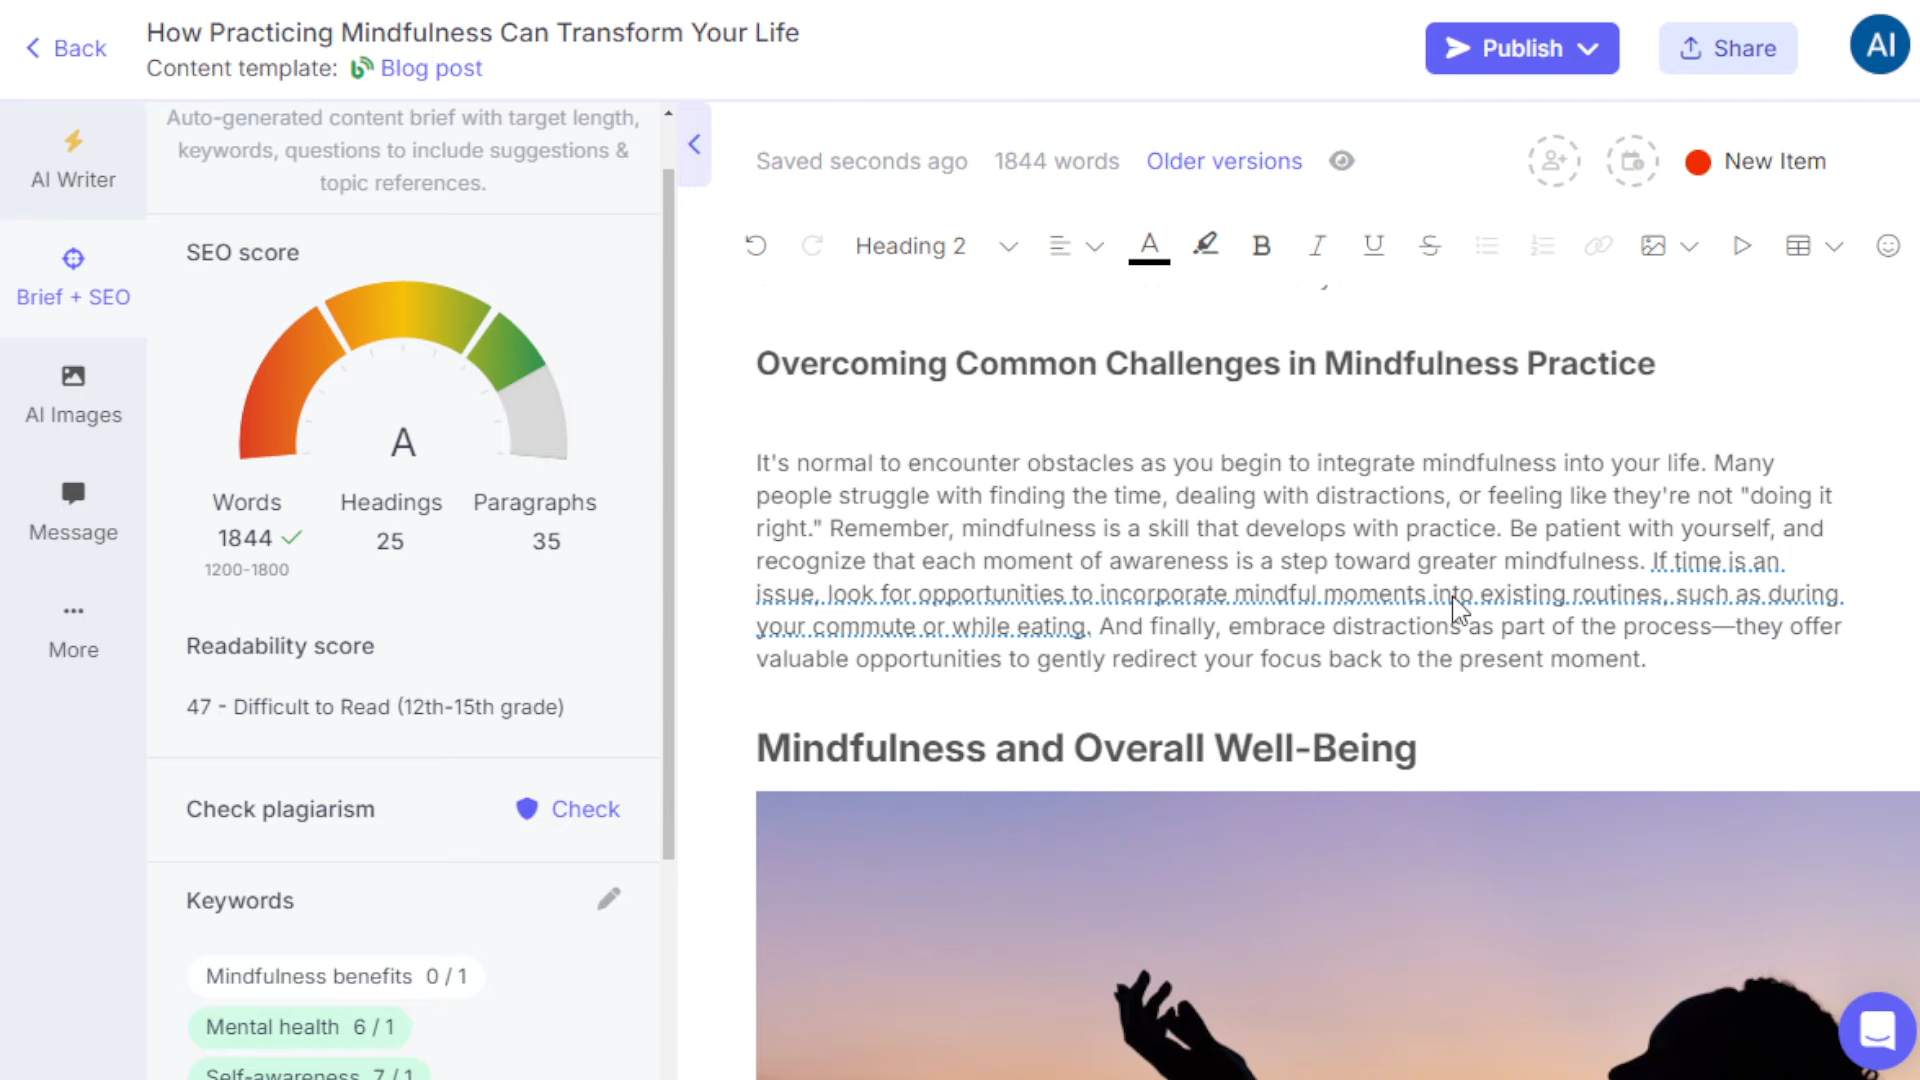 Back
How Practicing Mindfulness Can Transform Your Life
Content template: Blog post
Publish
Share
AI
AI Writer
Brief + SEO
AI Images
Message
More
Auto-generated content brief with target length,
keywords, questions to include suggestions &
topic references.
SEO score
A
Words
1844
1200-1800
Headings
25
Paragraphs
35
Readability score
47 - Difficult to Read (12th-15th grade)
Check plagiarism
Check
Keywords
Mindfulness benefits 0 / 1
Mental health 6 / 1
Self-awareness 7 / 1
Saved seconds ago
1844 words
Older versions
New Item
Heading 2
A
B
I
U
S
Overcoming Common Challenges in Mindfulness Practice
It's normal to encounter obstacles as you begin to integrate mindfulness into your life. Many
people struggle with finding the time, dealing with distractions, or feeling like they're not "doing it
right." Remember, mindfulness is a skill that develops with practice. Be patient with yourself, and
recognize that each moment of awareness is a step toward greater mindfulness. If time is an
issue, look for opportunities to incorporate mindful moments into existing routines, such as during
your commute or while eating. And finally, embrace distractions as part of the process—they offer
valuable opportunities to gently redirect your focus back to the present moment.
Mindfulness and Overall Well-Being